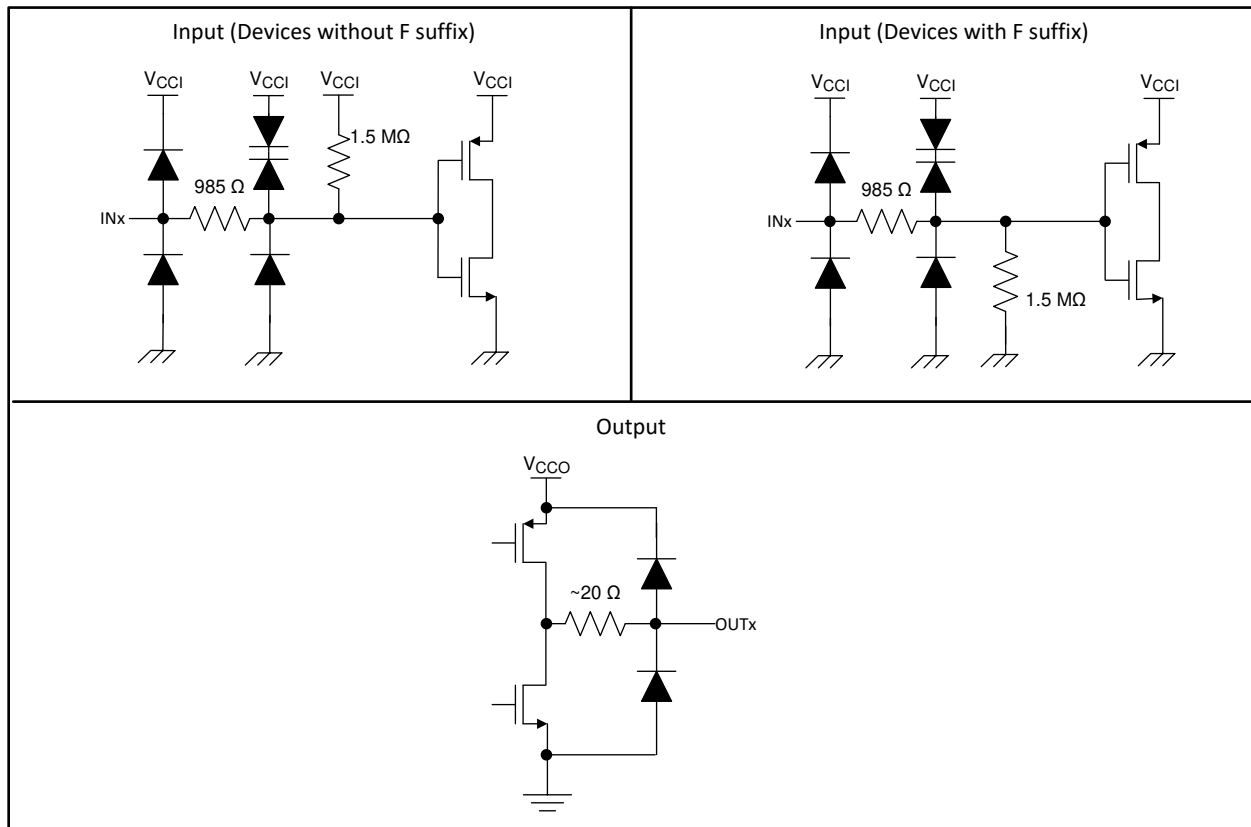 Input (Devices without F suffix)
VCCI VCCI VCCI VCCI
1.5 MΩ
985 Ω
INx
Input (Devices with F suffix)
VCCI VCCI VCCI
985 Ω
INx
1.5 MΩ
Output
VCCO
~20 Ω
OUTx